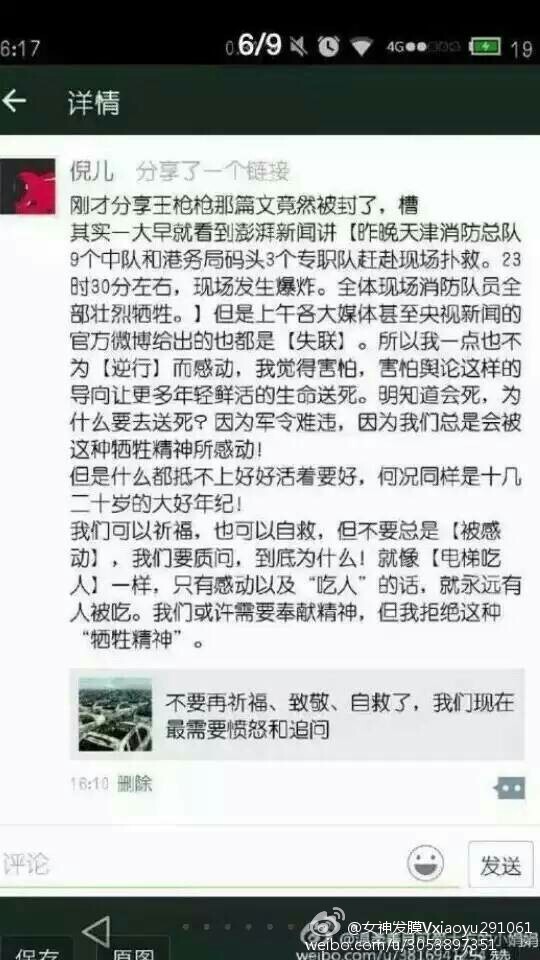 6:17
6/9
4G
19
详情
倪儿 分享了一个链接
刚才分享王枪枪那篇文竟然被封了，槽
其实一大早就看到澎湃新闻讲【昨晚天津消防总队
9个中队和港务局码头3个专职队赶赴现场扑救。23
时30分左右，现场发生爆炸。全体现场消防队员全
部壮烈牺牲。】但是上午各大媒体甚至央视新闻的
官方微博给出的也都是【失联】。所以我一点也不
为【逆行】而感动，我觉得害怕，害怕舆论这样的
导向让更多年轻鲜活的生命送死。明知道会死，为
什么要去送死？因为军令难违，因为我们总是会被
这种牺牲精神所感动！
但是什么都抵不上好好活着要好，何况同样是十几
二十岁的大好年纪！
我们可以祈福，也可以自救，但不要总是【被感
动】，我们要质问，到底为什么！就像【电梯吃
人】一样，只有感动以及“吃人”的话，就永远有
人被吃。我们或许需要奉献精神，但我拒绝这种
“牺牲精神”。
不要再祈福、致敬、自救了，我们现在
最需要愤怒和追问
16:10 删除
评论
发送
@女神发膜Vxiaoyu291061
weibo.com/u/3053897351
保存 原图